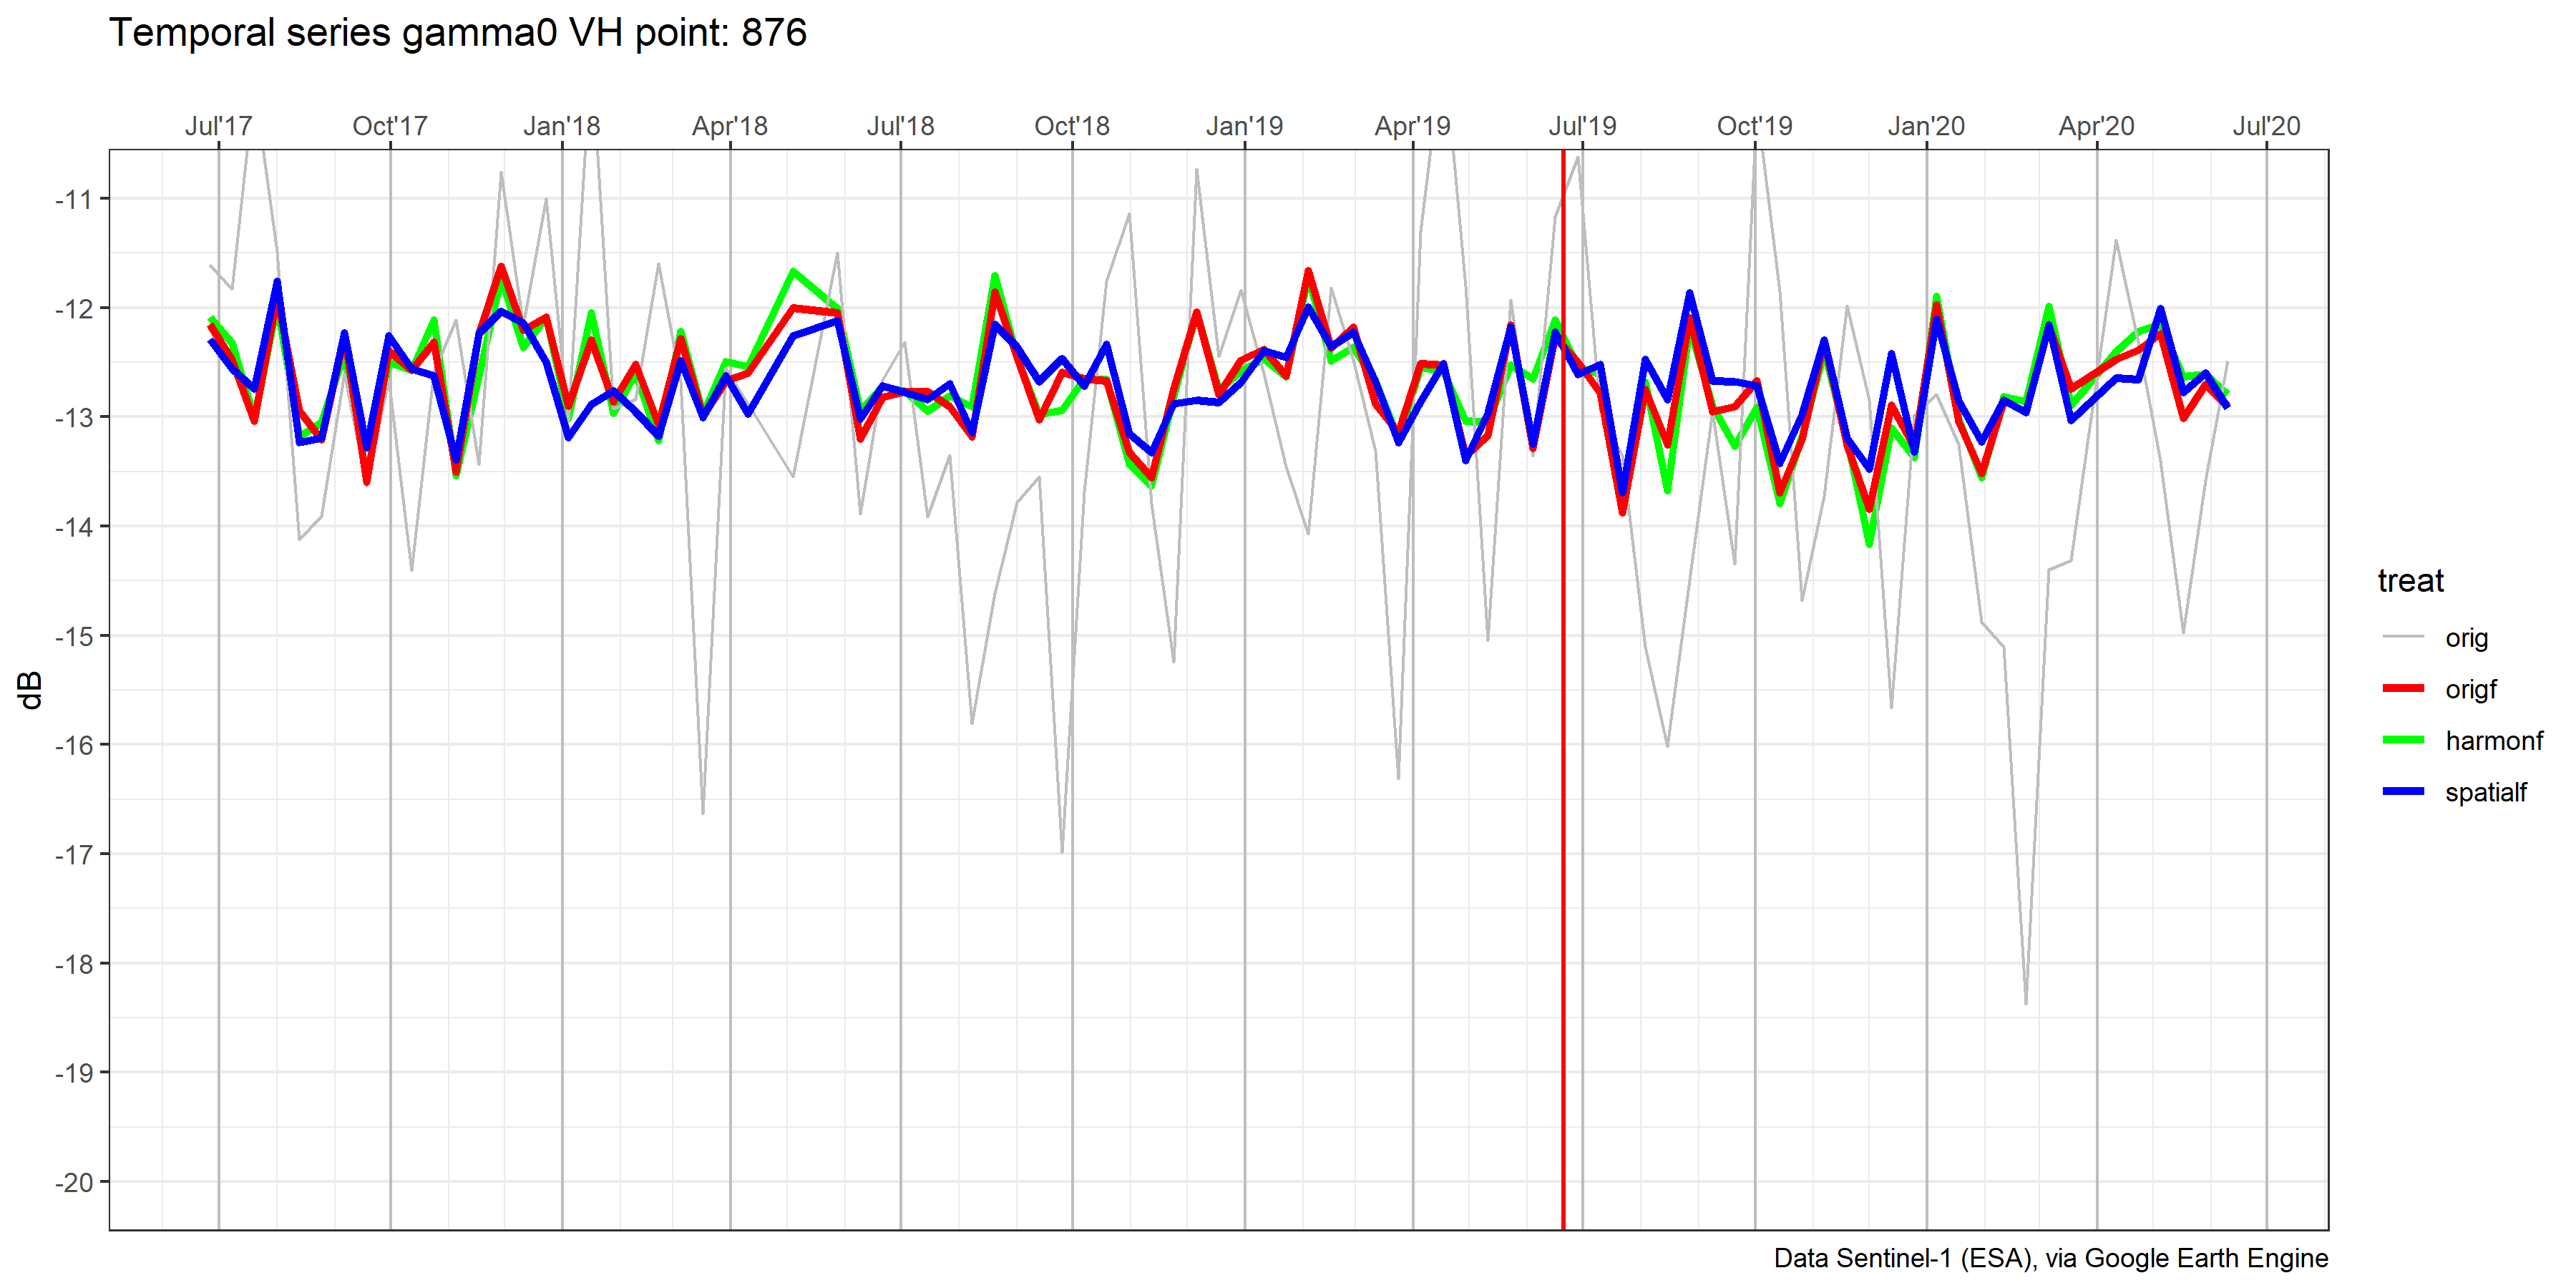 Temporal series gamma0 VH point: 876
Jul'17 Oct'17 Jan'18 Apr'18 Jul'18 Oct'18 Jan'19 Apr'19 Jul'19 Oct'19 Jan'20 Apr'20 Jul'20
-11
-12
-13
-14
-15
-16
-17
-18
-19
-20
dB
treat
orig
origf
harmonf
spatialf
Data Sentinel-1 (ESA), via Google Earth Engine